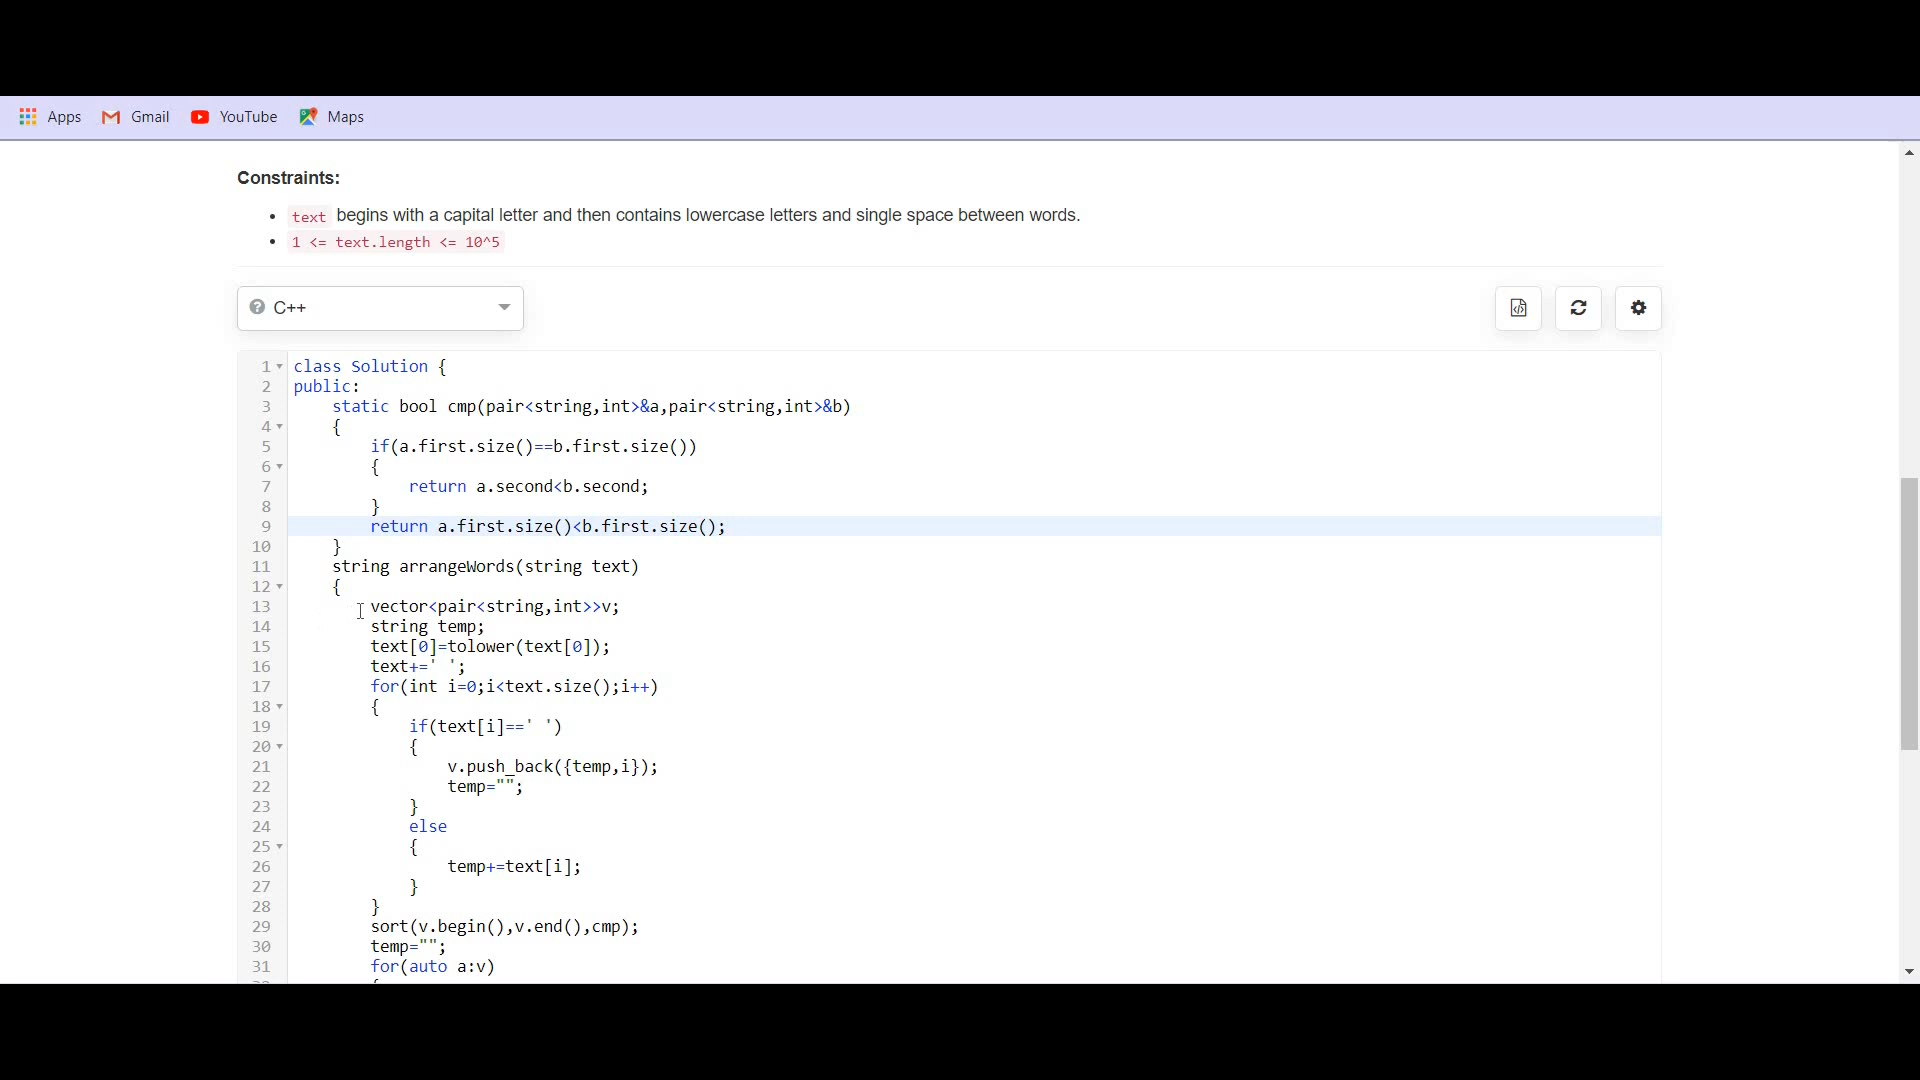 Apps Gmail YouTube Maps
Constraints:
text begins with a capital letter and then contains lowercase letters and single space between words.
1 <= text.length <= 10^5
C++
1 class Solution {
2 public:
3 static bool cmp(pair<string,int>&a,pair<string,int>&b)
4 {
5 if(a.first.size()==b.first.size())
6 {
7 return a.second<b.second;
8 }
9 return a.first.size()<b.first.size();
10 }
11 string arrangeWords(string text)
12 {
13 vector<pair<string,int>>v;
14 string temp;
15 text[0]=tolower(text[0]);
16 text+=' ';
17 for(int i=0;i<text.size();i++)
18 {
19 if(text[i]==' ')
20 {
21 v.push_back({temp,i});
22 temp="";
23 }
24 else
25 {
26 temp+=text[i];
27 }
28 }
29 sort(v.begin(),v.end(),cmp);
30 temp="";
31 for(auto a:v)